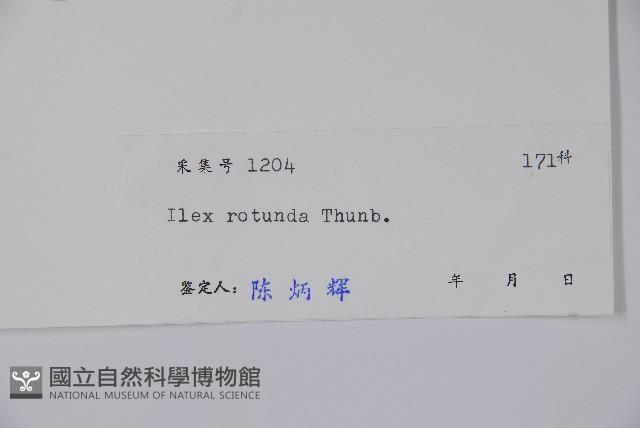 采集号 1204 171科
Ilex rotunda Thunb.
鉴定人: 陈炳辉 年 月 日
國立自然科學博物館
NATIONAL MUSEUM OF NATURAL SCIENCE